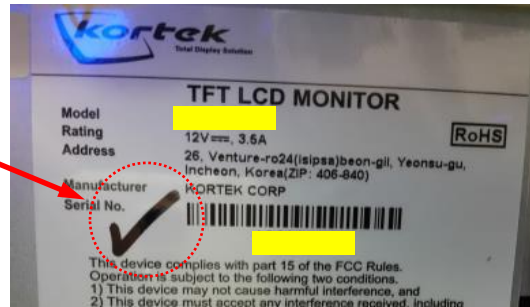 kortek
Total Display Solution
TFT LCD MONITOR
Model
Rating 12V⎓, 3.5A
RoHS
Address 26, Venture-ro24(isipsa)beon-gil, Yeonsu-gu,
Incheon, Korea(ZIP: 406-840)
Manufacturer KORTEK CORP
Serial No.
This device complies with part 15 of the FCC Rules.
Operation is subject to the following two conditions.
1) This device may not cause harmful interference, and
2) This device must accept any interference received, including